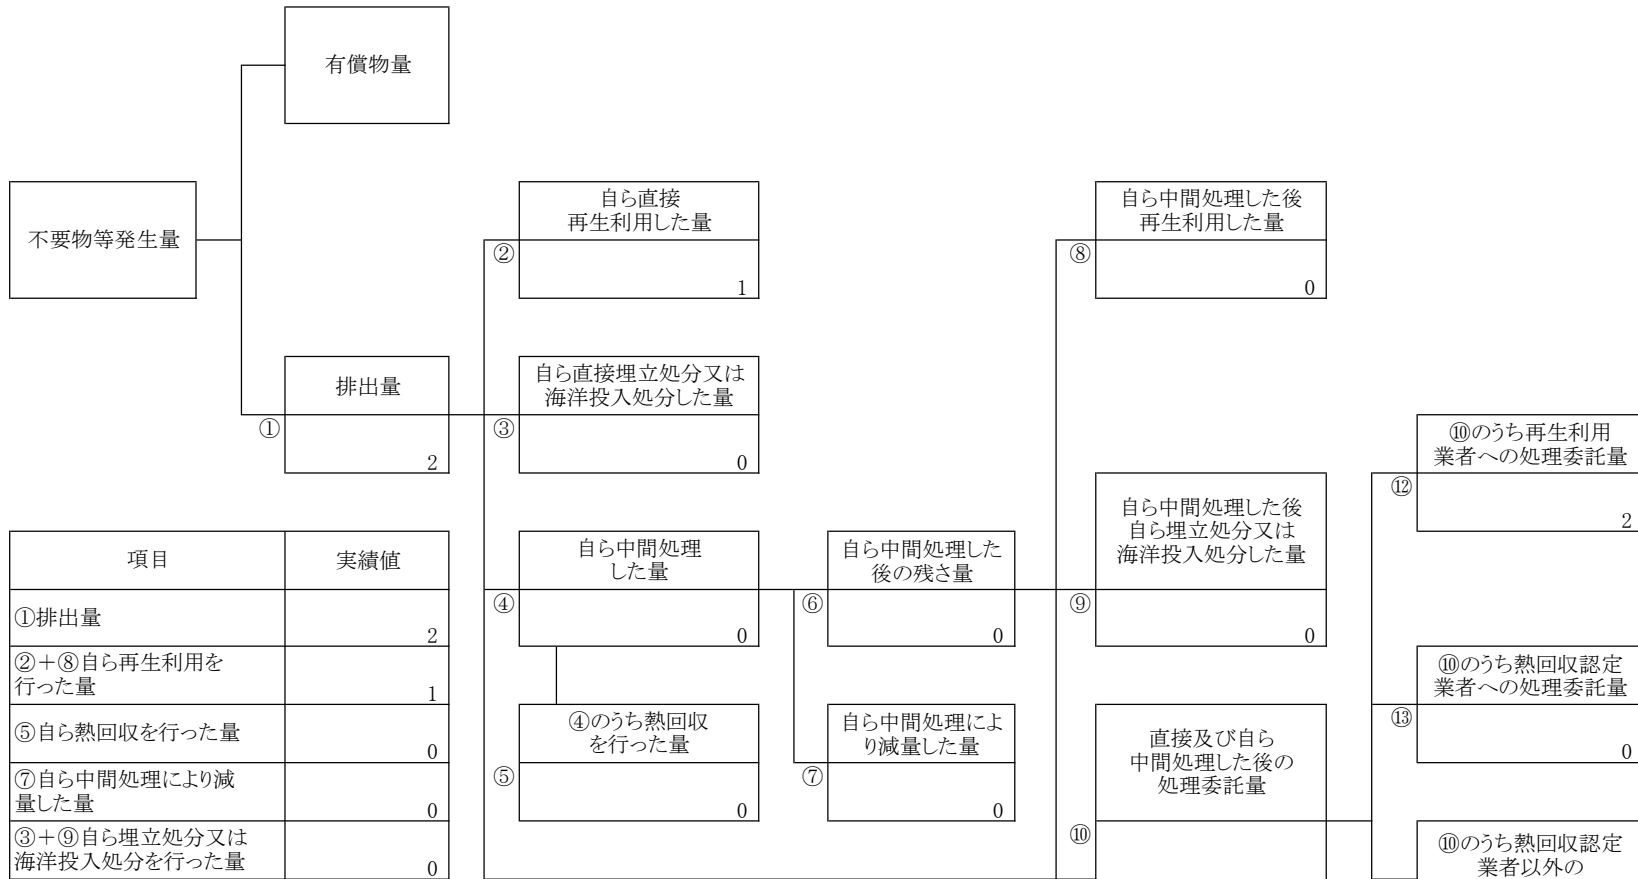 有償物量
不要物等発生量
自ら直接
再生利用した量
②
1
自ら中間処理した後
再生利用した量
⑧
0
排出量
①
2
自ら直接埋立処分又は
海洋投入処分した量
③
0
⑩のうち再生利用
業者への処理委託量
⑫
2
自ら中間処理した後
自ら埋立処分又は
海洋投入処分した量
⑨
0
自ら中間処理
した量
④
0
自ら中間処理した
後の残さ量
⑥
0
⑩のうち熱回収認定
業者への処理委託量
⑬
0
④のうち熱回収
を行った量
⑤
0
自ら中間処理によ
り減量した量
⑦
0
直接及び自ら
中間処理した後の
処理委託量
⑩
⑩のうち熱回収認定
業者以外の
項目 実績値
①排出量 2
②+⑧自ら再生利用を
行った量 1
⑤自ら熱回収を行った量 0
⑦自ら中間処理により減
量した量 0
③+⑨自ら埋立処分又は
海洋投入処分を行った量 0